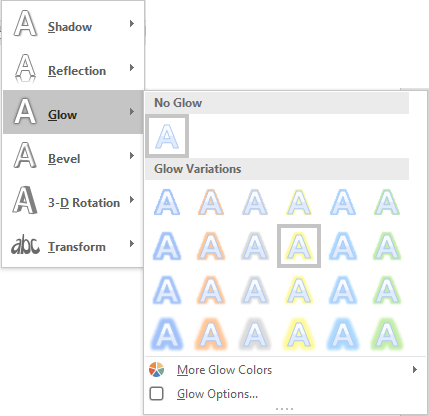 Shadow
Reflection
Glow
Bevel
3-D Rotation
abc Transform
No Glow
A
Glow Variations
A A A A A A
A A A A A A
A A A A A A
A A A A A A
More Glow Colors
Glow Options...